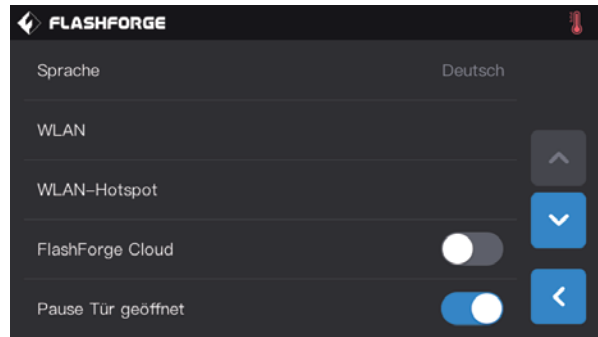 FLASHFORGE
Sprache Deutsch
WLAN
WLAN-Hotspot
FlashForge Cloud
Pause Tür geöffnet